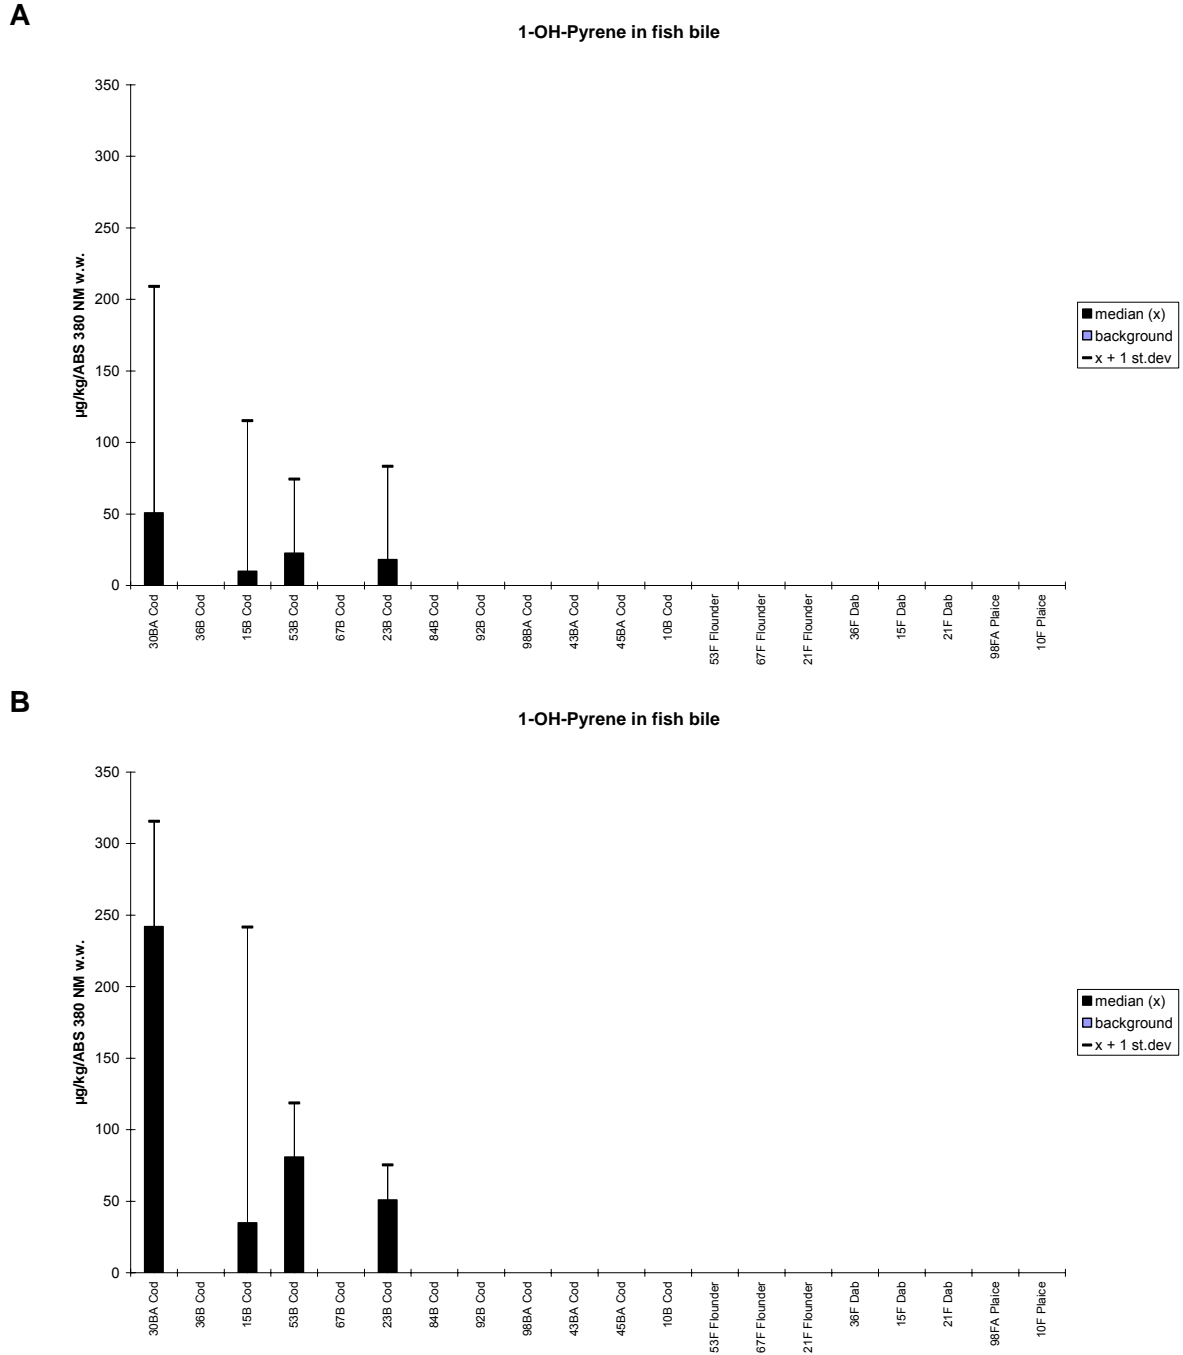 A
1-OH-Pyrene in fish bile
350
300
250
200
150
100
50
0
µg/kg/ABS 380 NM w.w.
30BA Cod
36B Cod
15B Cod
53B Cod
67B Cod
23B Cod
84B Cod
92B Cod
98BA Cod
43BA Cod
45BA Cod
10B Cod
53F Flounder
67F Flounder
21F Flounder
36F Dab
15F Dab
21F Dab
98FA Plaice
10F Plaice
median (x)
background
x + 1 st.dev
B
1-OH-Pyrene in fish bile
350
300
250
200
150
100
50
0
µg/kg/ABS 380 NM w.w.
30BA Cod
36B Cod
15B Cod
53B Cod
67B Cod
23B Cod
84B Cod
92B Cod
98BA Cod
43BA Cod
45BA Cod
10B Cod
53F Flounder
67F Flounder
21F Flounder
36F Dab
15F Dab
21F Dab
98FA Plaice
10F Plaice
median (x)
background
x + 1 st.dev